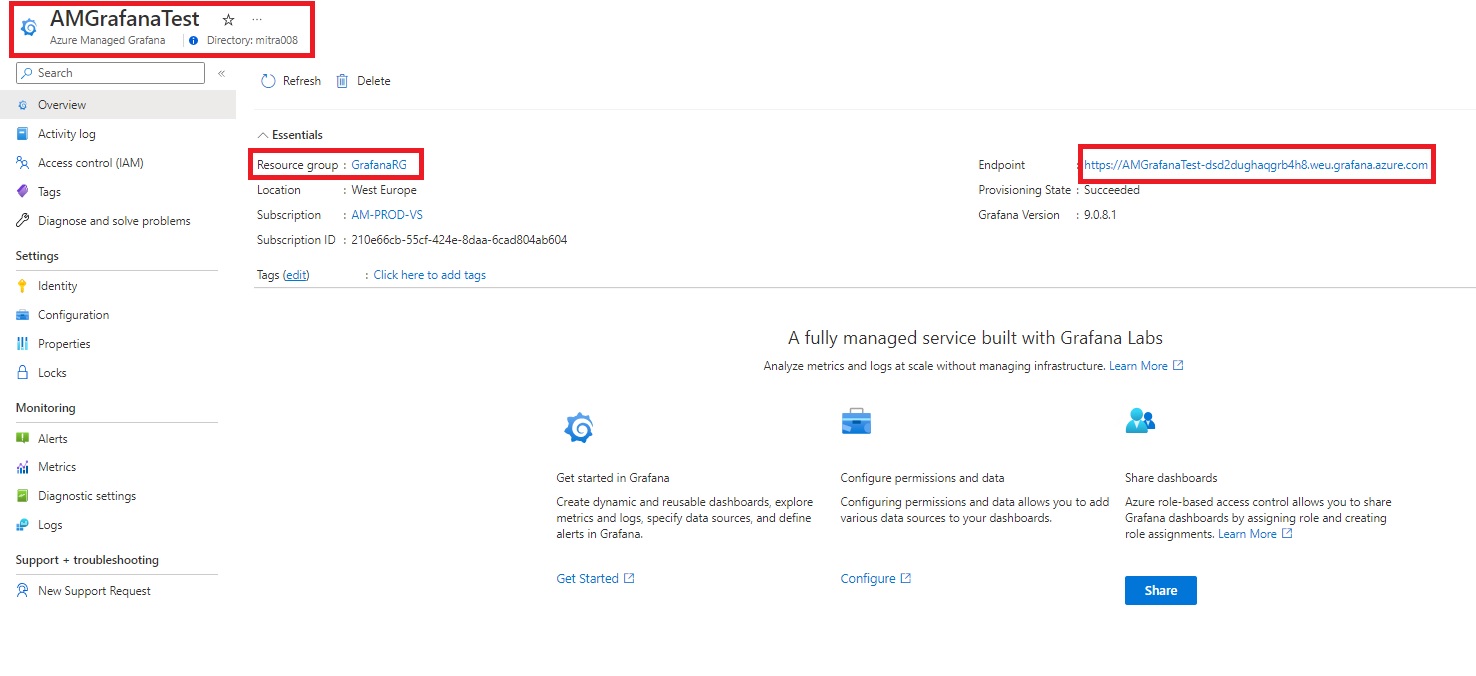 AMGrafanaTest
Azure Managed Grafana
Directory: mitra008
Search
«
Refresh
Delete
Overview
Activity log
Access control (IAM)
Tags
Diagnose and solve problems
Settings
Identity
Configuration
Properties
Locks
Monitoring
Alerts
Metrics
Diagnostic settings
Logs
Support + troubleshooting
New Support Request
Essentials
Resource group : GrafanaRG
Location : West Europe
Subscription : AM-PROD-VS
Subscription ID : 210e66cb-55cf-424e-8daa-6cad804ab604
Tags (edit) : Click here to add tags
Endpoint : https://AMGrafanaTest-dsd2dughaqgrb4h8.weu.grafana.azure.com
Provisioning State : Succeeded
Grafana Version : 9.0.8.1
A fully managed service built with Grafana Labs
Analyze metrics and logs at scale without managing infrastructure. Learn More
Get started in Grafana
Create dynamic and reusable dashboards, explore
metrics and logs, specify data sources, and define
alerts in Grafana.
Get Started
Configure permissions and data
Configuring permissions and data allows you to add
various data sources to your dashboards.
Configure
Share dashboards
Azure role-based access control allows you to share
Grafana dashboards by assigning role and creating
role assignments. Learn More
Share